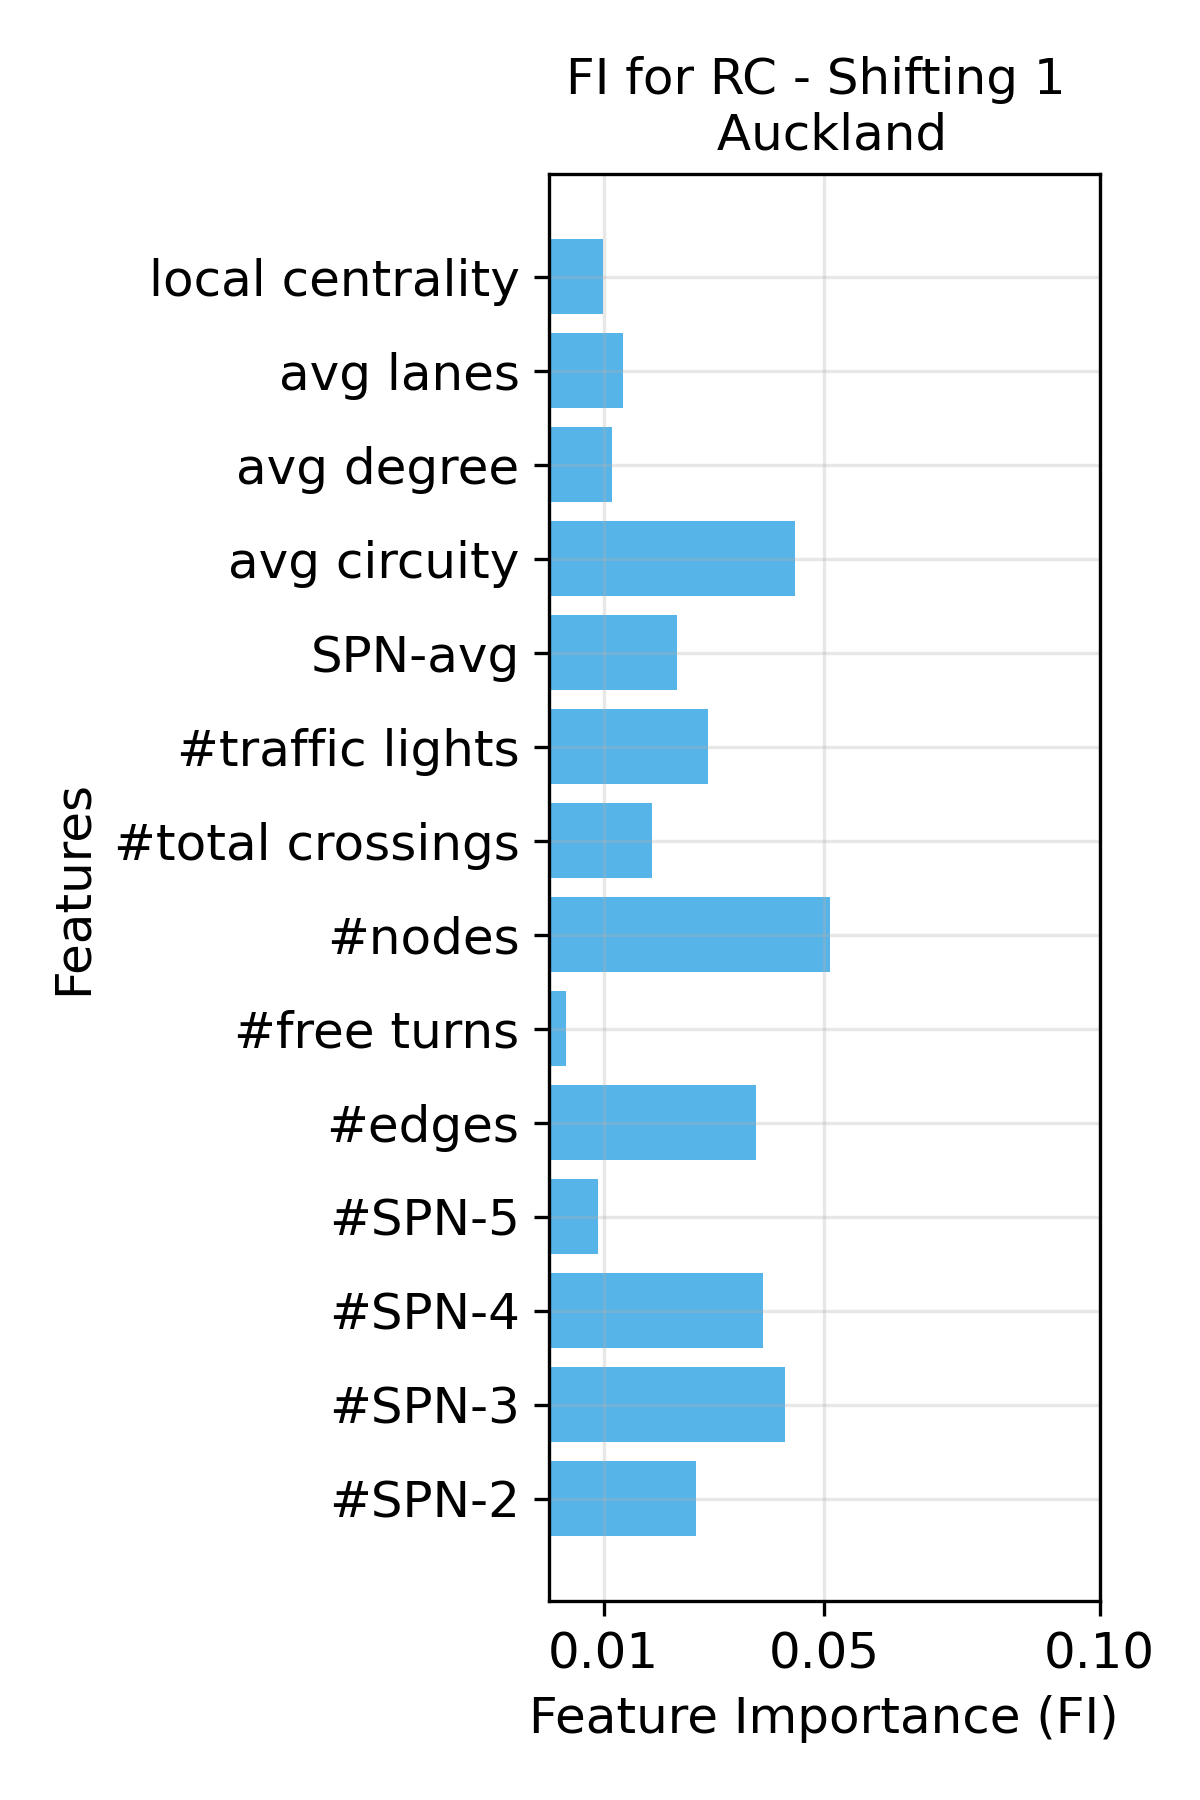 FI for RC - Shifting 1
Auckland
local centrality
avg lanes
avg degree
avg circuity
SPN-avg
#traffic lights
#total crossings
#nodes
#free turns
#edges
#SPN-5
#SPN-4
#SPN-3
#SPN-2
Features
0.01 0.05 0.10
Feature Importance (FI)